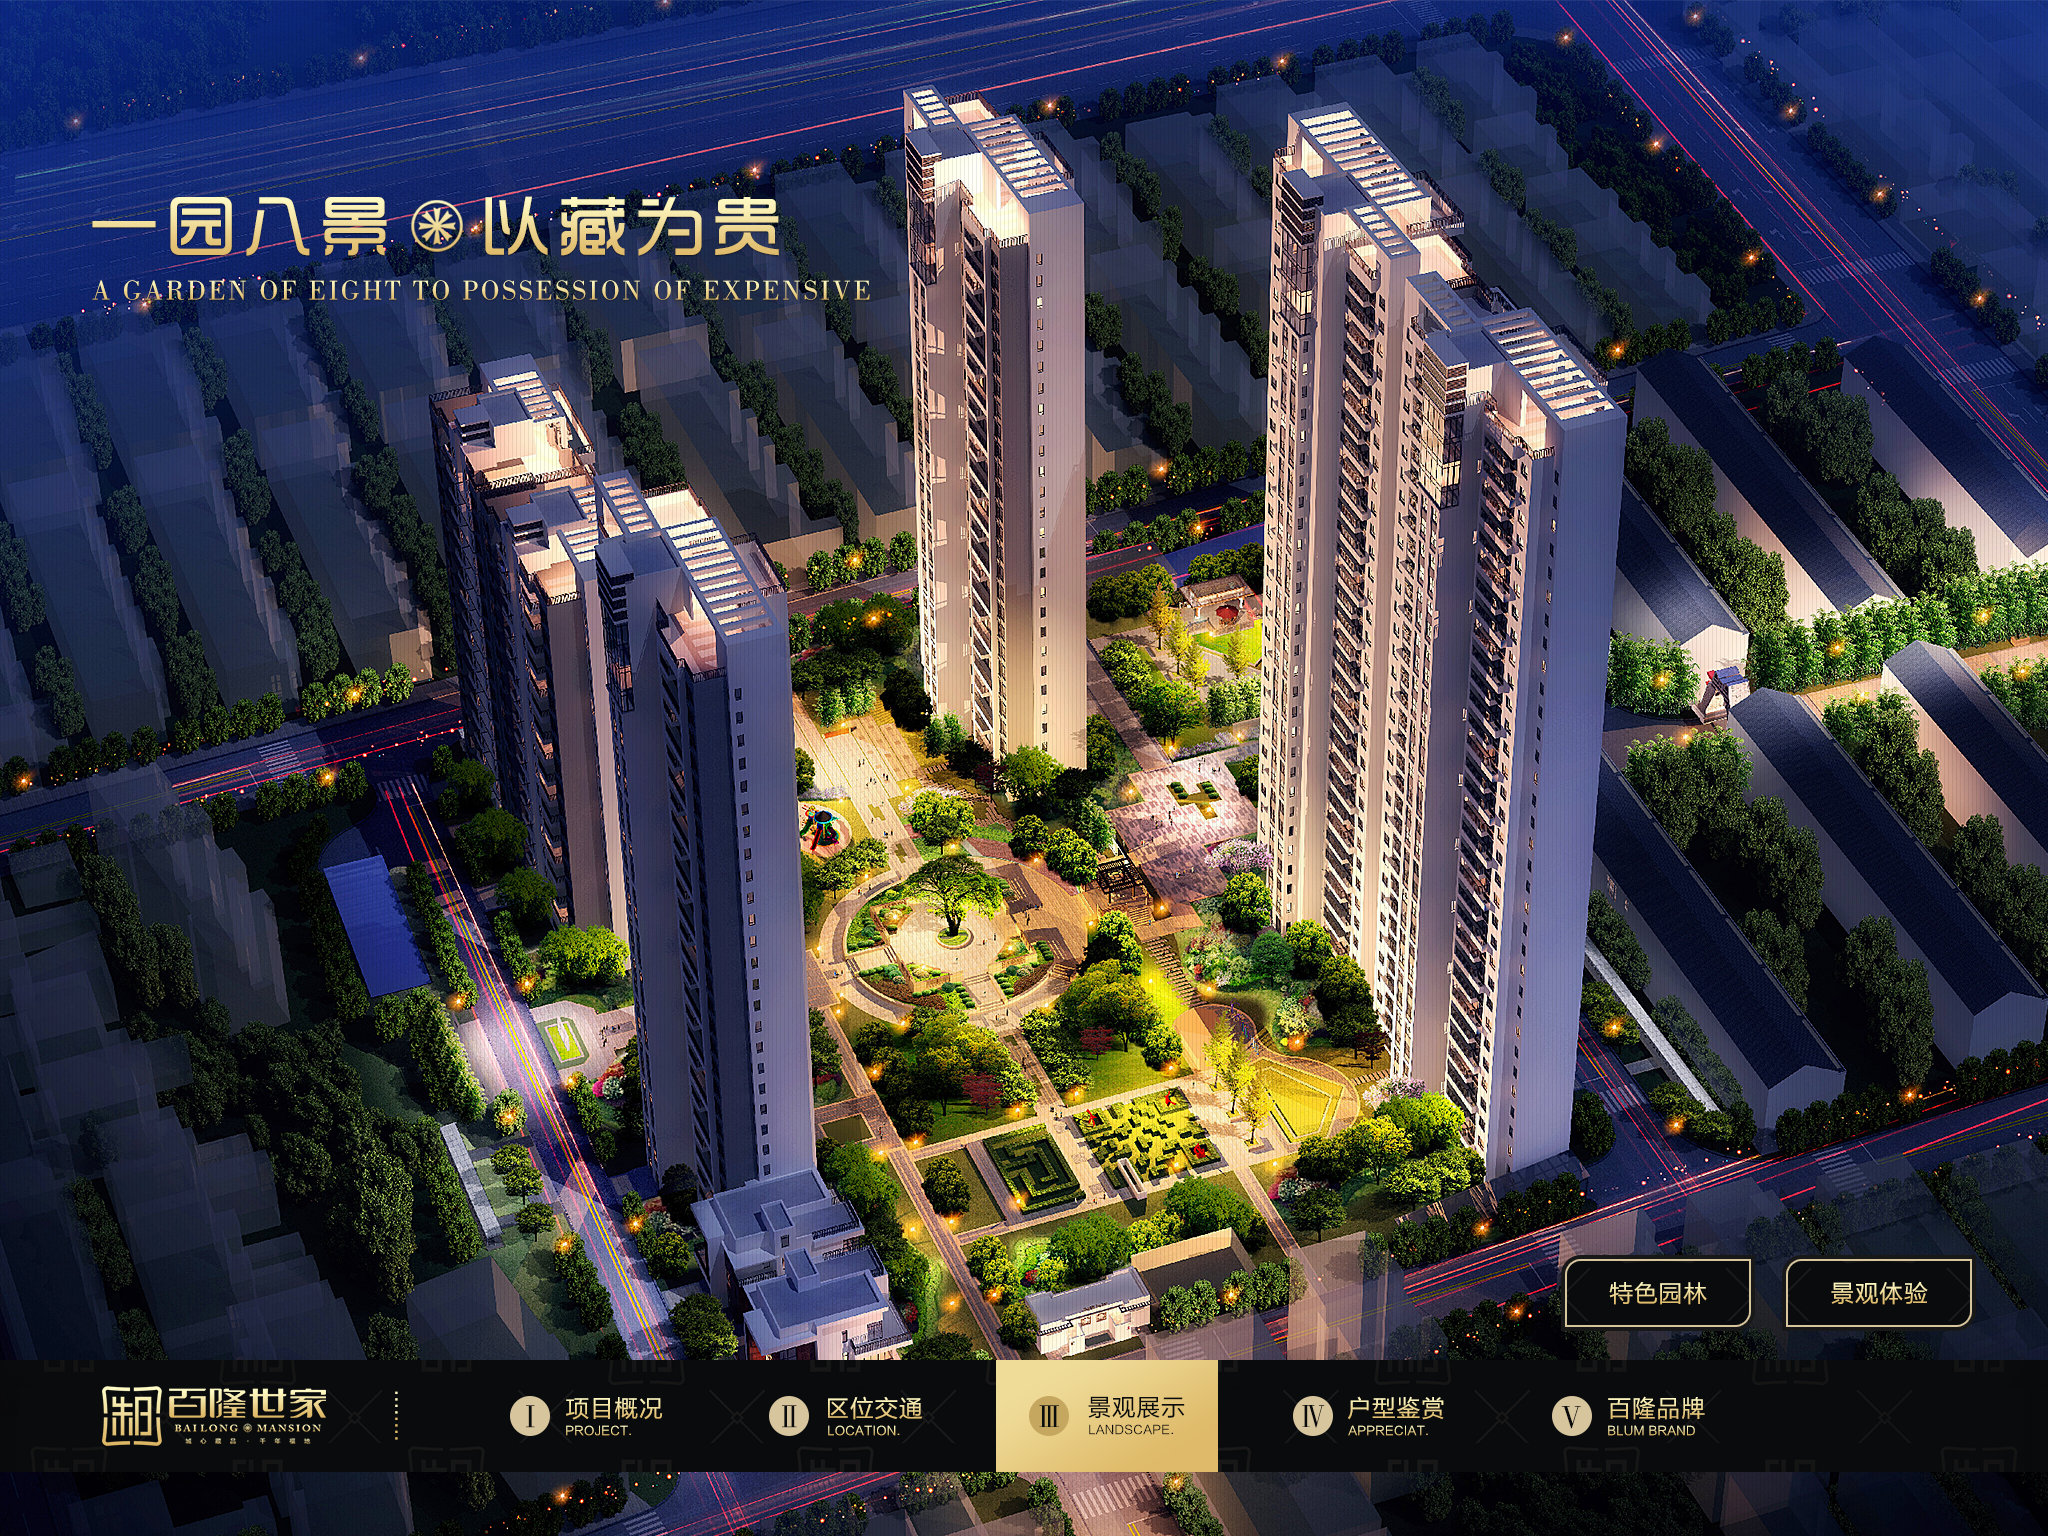 一园八景 以藏为贵
A GARDEN OF EIGHT TO POSSESSION OF EXPENSIVE
特色园林
景观体验
百隆世家
BAILONG MANSION
Ⅰ 项目概况
PROJECT.
Ⅱ 区位交通
LOCATION.
Ⅲ 景观展示
LANDSCAPE.
Ⅳ 户型鉴赏
APPRECIAT.
Ⅴ 百隆品牌
BLUM BRAND